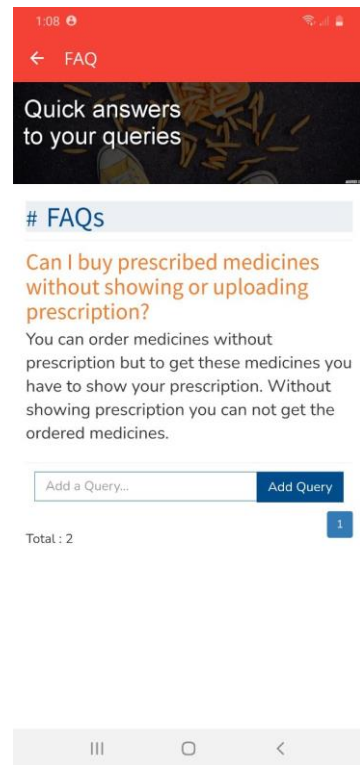 1:08
FAQ
Quick answers
to your queries
# FAQs
Can I buy prescribed medicines
without showing or uploading
prescription?
You can order medicines without
prescription but to get these medicines you
have to show your prescription. Without
showing prescription you can not get the
ordered medicines.
Add a Query... Add Query
1
Total : 2